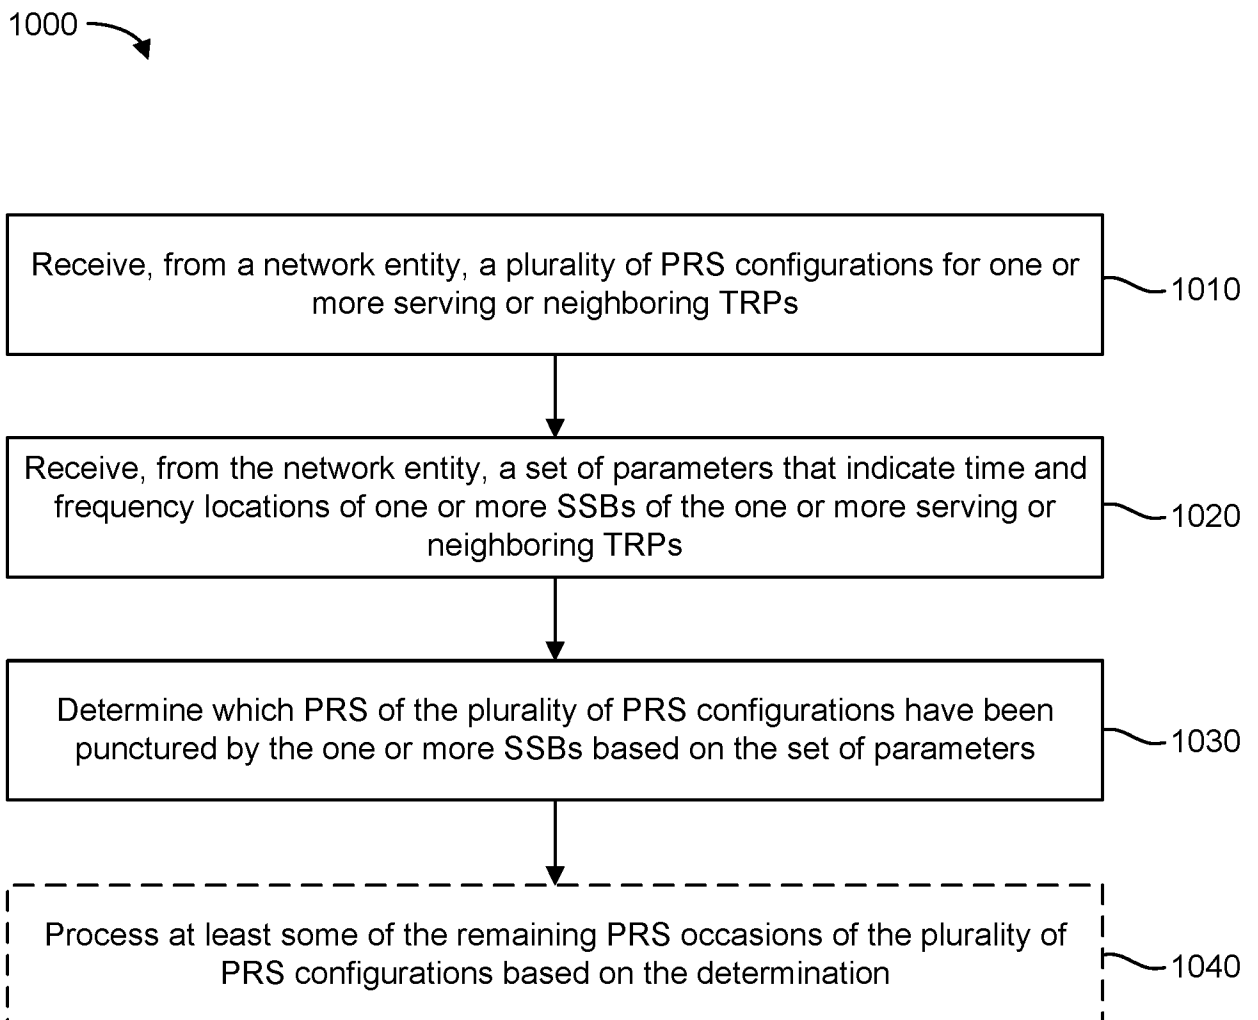 1000
Receive, from a network entity, a plurality of PRS configurations for one or
more serving or neighboring TRPs
1010
Receive, from the network entity, a set of parameters that indicate time and
frequency locations of one or more SSBs of the one or more serving or
neighboring TRPs
1020
Determine which PRS of the plurality of PRS configurations have been
punctured by the one or more SSBs based on the set of parameters
1030
Process at least some of the remaining PRS occasions of the plurality of
PRS configurations based on the determination
1040